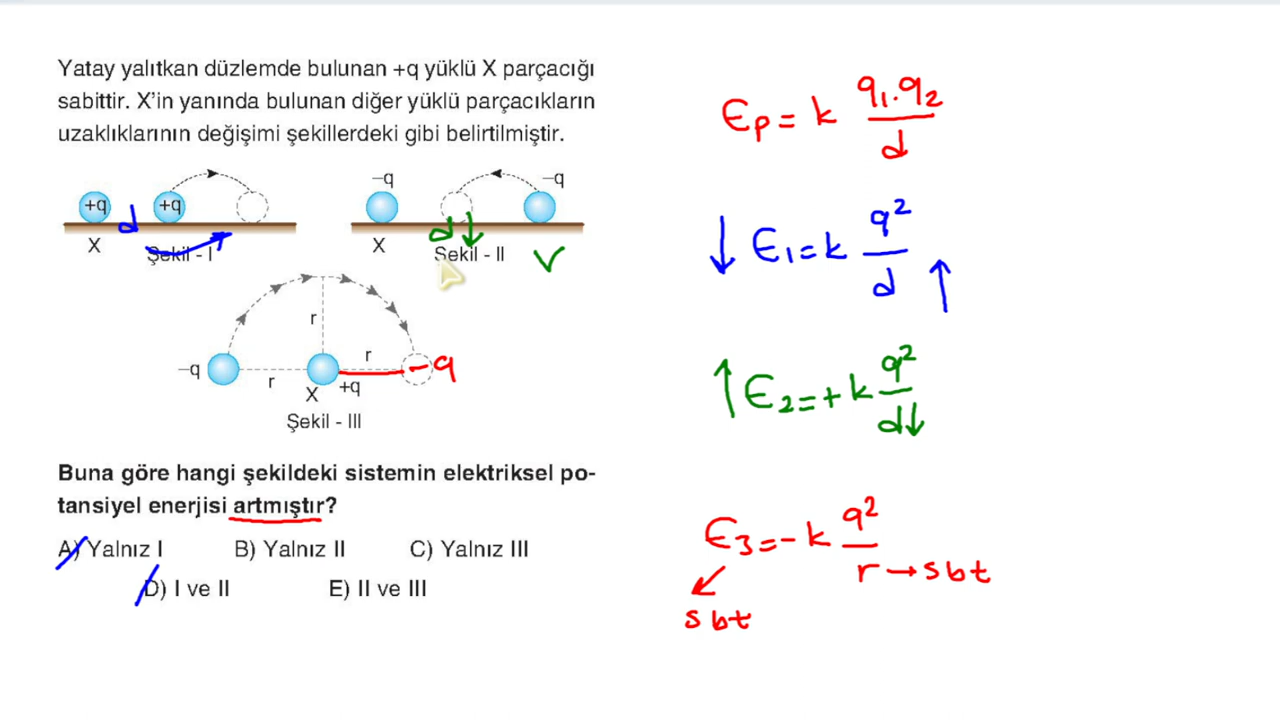 Yatay yalıtkan düzlemde bulunan +q yüklü X parçacığı
sabittir. X'in yanında bulunan diğer yüklü parçacıkların
uzaklıklarının değişimi şekillerdeki gibi belirtilmiştir.
+q +q
d
X
Şekil - I
−q −q
d
X
Şekil - II
r
−q r X +q r −q
Şekil - III
Buna göre hangi şekildeki sistemin elektriksel po-
tansiyel enerjisi artmıştır?
A) Yalnız I B) Yalnız II C) Yalnız III
D) I ve II E) II ve III
Ep = k q1.q2 / d
↓ E1 = k q² / d ↑
↑ E2 = + k q² / d↓
E3 = - k q² / r → sbt
sbt